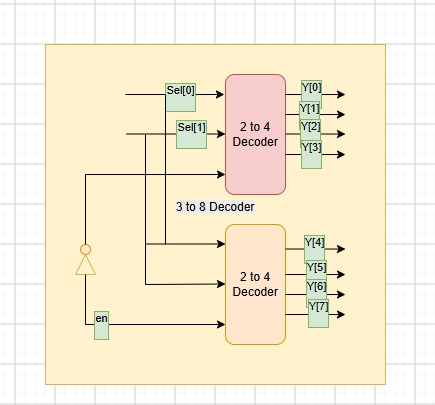 Sel[0]
Y[0]
Y[1]
Sel[1]
2 to 4
Decoder
Y[2]
Y[3]
3 to 8 Decoder
Y[4]
2 to 4
Decoder
Y[5]
Y[6]
Y[7]
en